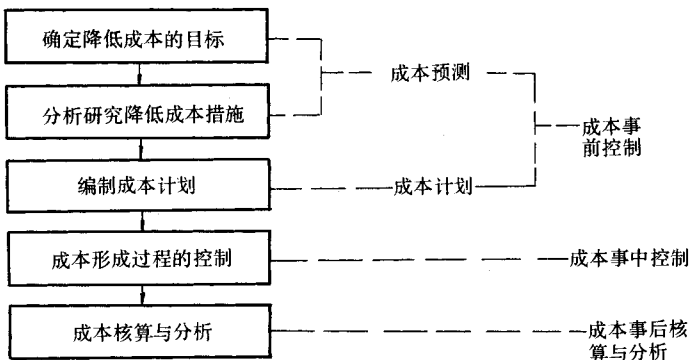 确定降低成本的目标
成本预测
分析研究降低成本措施
成本事
前控制
编制成本计划
成本计划
成本形成过程的控制
成本事中控制
成本核算与分析
成本事后核
算与分析